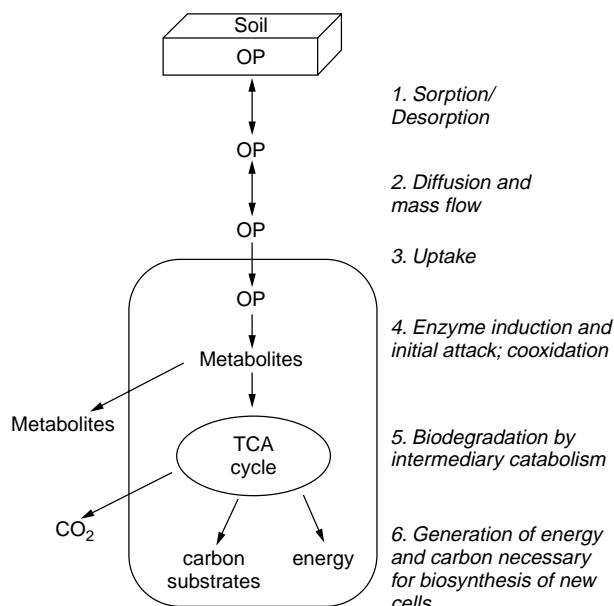 Soil
OP
1. Sorption/
Desorption
OP
2. Diffusion and
mass flow
OP
3. Uptake
OP
4. Enzyme induction and
initial attack; cooxidation
Metabolites
Metabolites
TCA
cycle
5. Biodegradation by
intermediary catabolism
CO2
carbon
substrates
energy
6. Generation of energy
and carbon necessary
for biosynthesis of new
cells